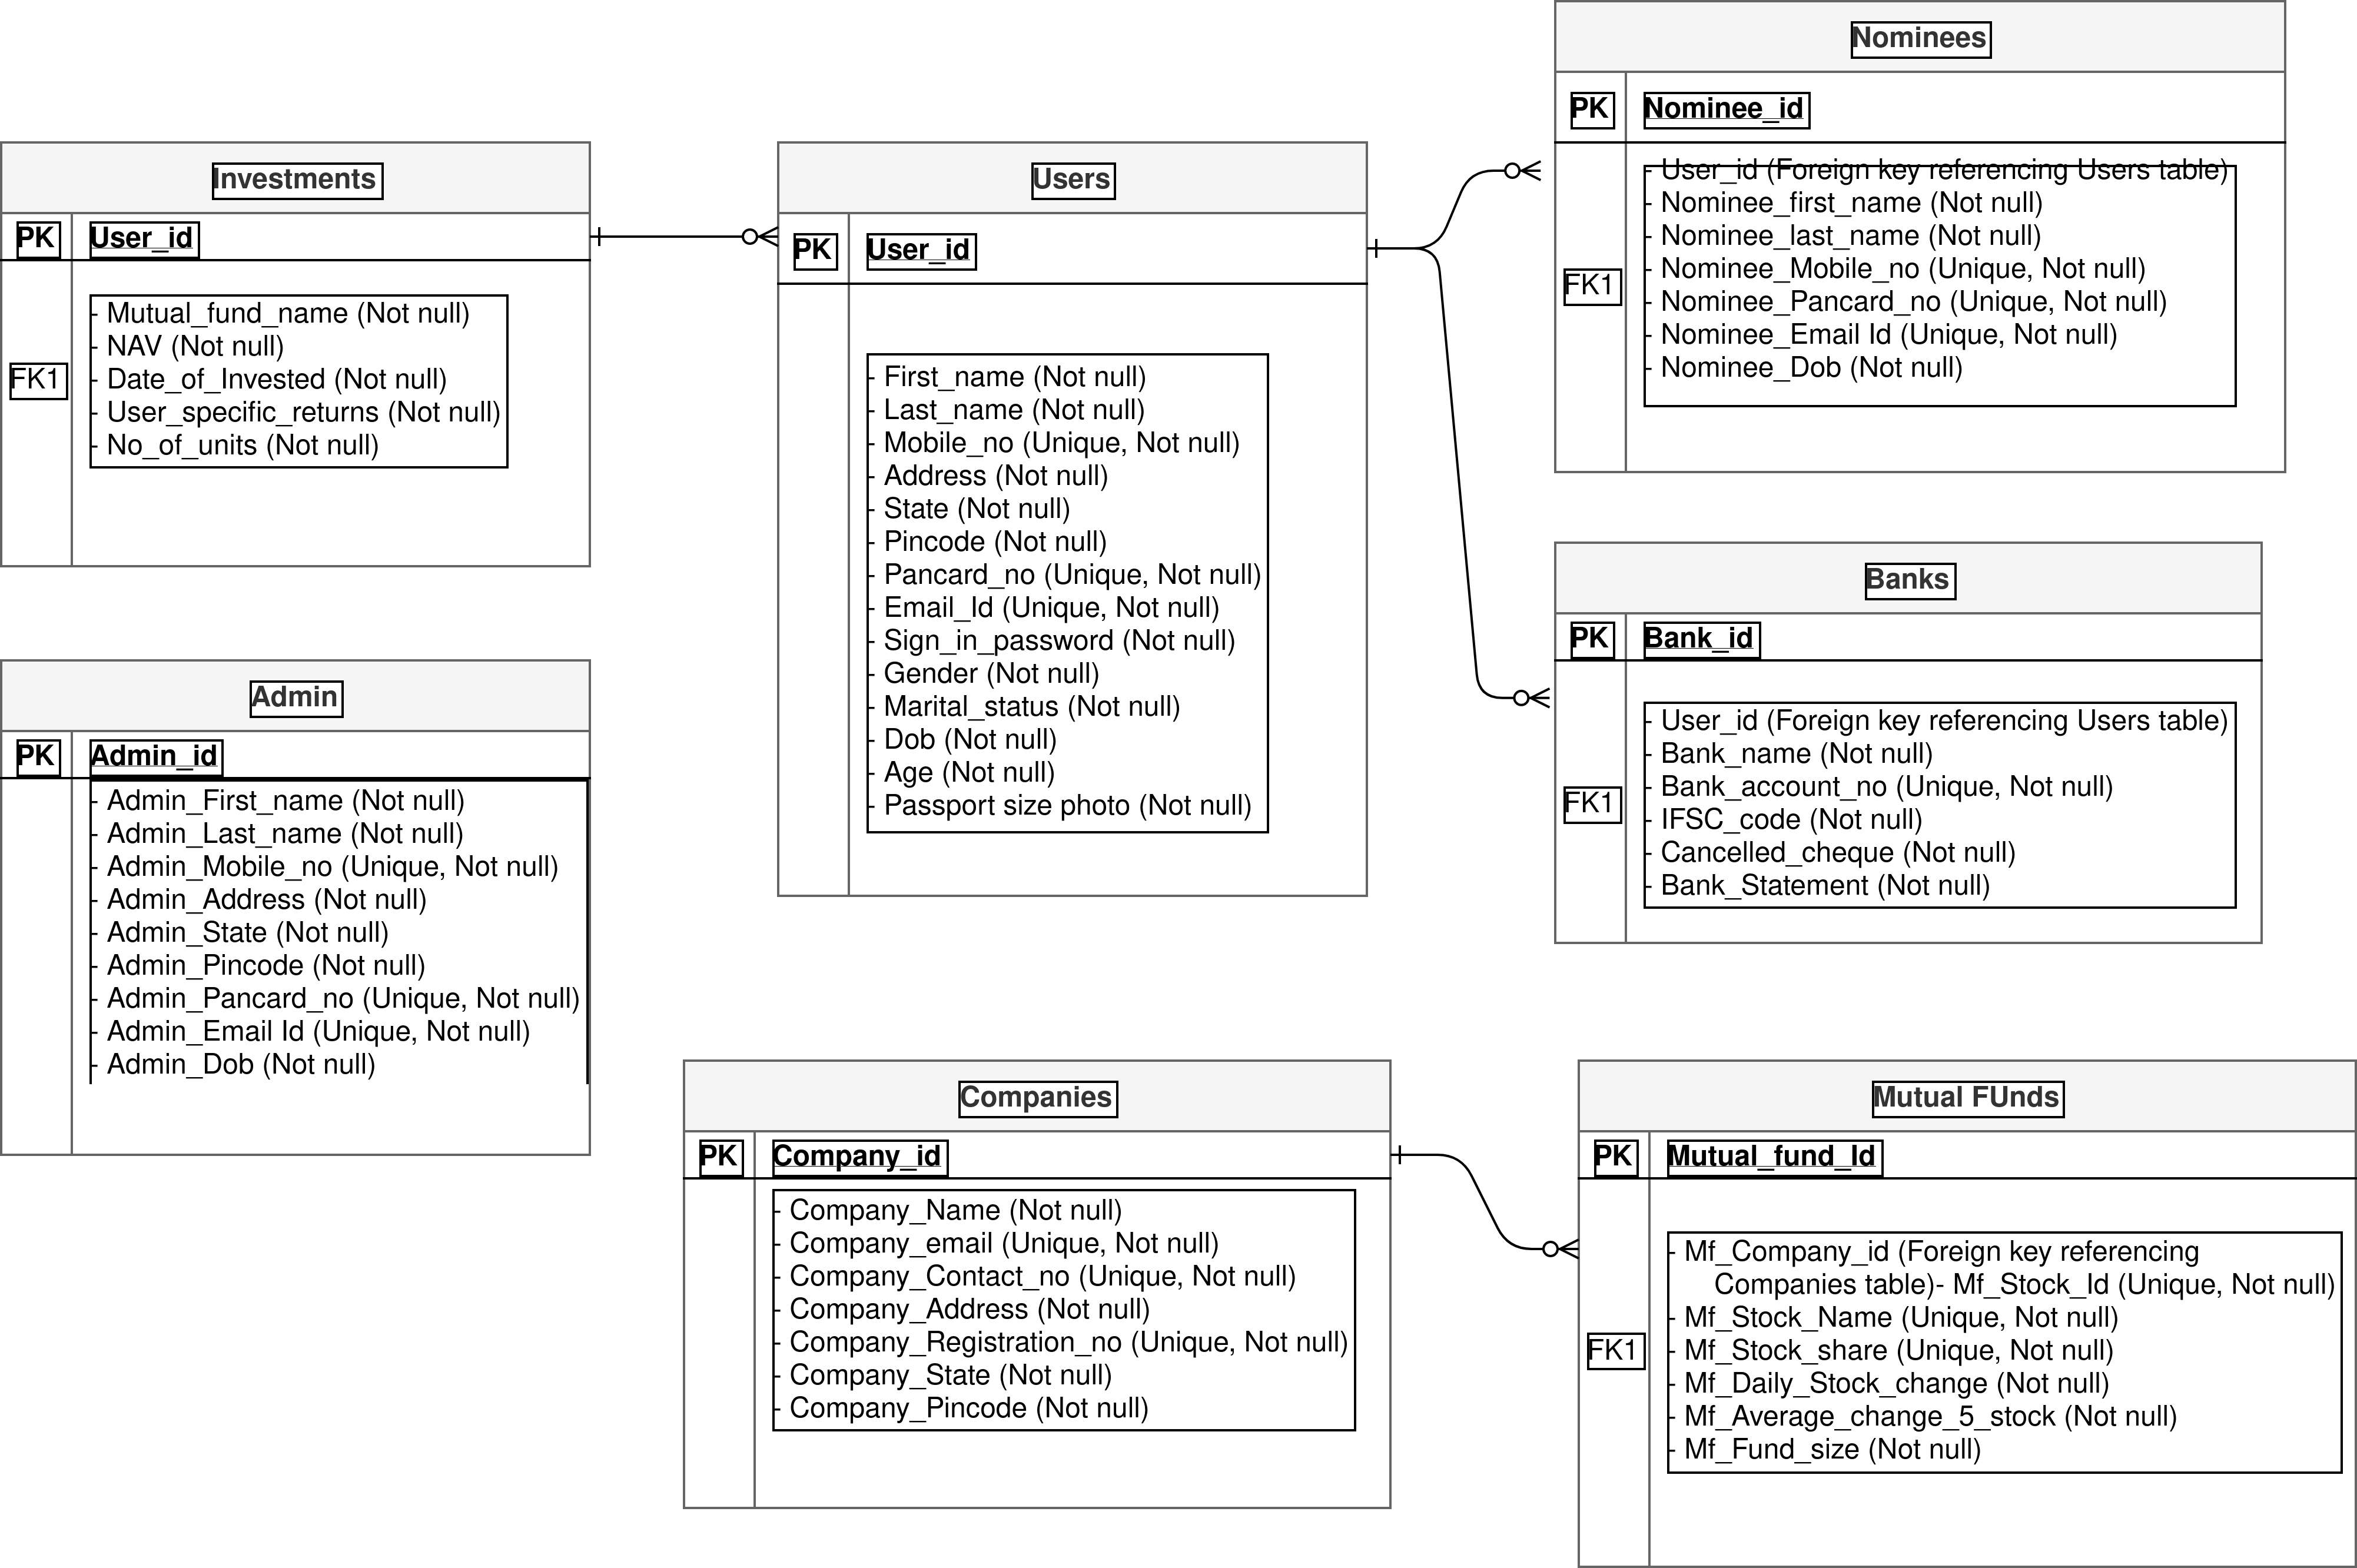 Nominees
PK
Nominee_id
FK1
- User_id (Foreign key referencing Users table)
- Nominee_first_name (Not null)
- Nominee_last_name (Not null)
- Nominee_Mobile_no (Unique, Not null)
- Nominee_Pancard_no (Unique, Not null)
- Nominee_Email Id (Unique, Not null)
- Nominee_Dob (Not null)
Investments
PK
User_id
FK1
- Mutual_fund_name (Not null)
- NAV (Not null)
- Date_of_Invested (Not null)
- User_specific_returns (Not null)
- No_of_units (Not null)
Users
PK
User_id
- First_name (Not null)
- Last_name (Not null)
- Mobile_no (Unique, Not null)
- Address (Not null)
- State (Not null)
- Pincode (Not null)
- Pancard_no (Unique, Not null)
- Email_Id (Unique, Not null)
- Sign_in_password (Not null)
- Gender (Not null)
- Marital_status (Not null)
- Dob (Not null)
- Age (Not null)
- Passport size photo (Not null)
Banks
PK
Bank_id
FK1
- User_id (Foreign key referencing Users table)
- Bank_name (Not null)
- Bank_account_no (Unique, Not null)
- IFSC_code (Not null)
- Cancelled_cheque (Not null)
- Bank_Statement (Not null)
Admin
PK
Admin_id
- Admin_First_name (Not null)
- Admin_Last_name (Not null)
- Admin_Mobile_no (Unique, Not null)
- Admin_Address (Not null)
- Admin_State (Not null)
- Admin_Pincode (Not null)
- Admin_Pancard_no (Unique, Not null)
- Admin_Email Id (Unique, Not null)
- Admin_Dob (Not null)
Companies
PK
Company_id
- Company_Name (Not null)
- Company_email (Unique, Not null)
- Company_Contact_no (Unique, Not null)
- Company_Address (Not null)
- Company_Registration_no (Unique, Not null)
- Company_State (Not null)
- Company_Pincode (Not null)
Mutual FUnds
PK
Mutual_fund_Id
FK1
- Mf_Company_id (Foreign key referencing
Companies table)- Mf_Stock_Id (Unique, Not null)
- Mf_Stock_Name (Unique, Not null)
- Mf_Stock_share (Unique, Not null)
- Mf_Daily_Stock_change (Not null)
- Mf_Average_change_5_stock (Not null)
- Mf_Fund_size (Not null)